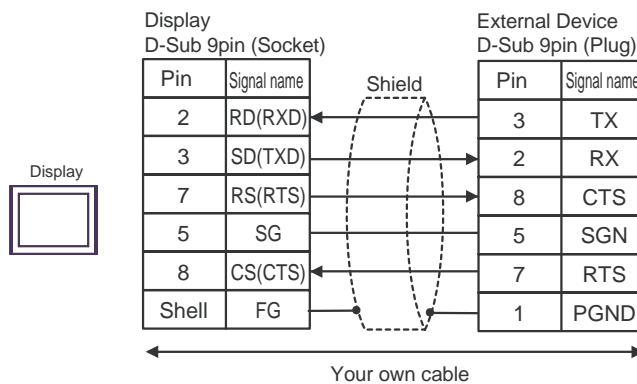 Display
D-Sub 9pin (Socket)
External Device
D-Sub 9pin (Plug)
Pin Signal name Shield Pin Signal name
2 RD(RXD) 3 TX
3 SD(TXD) 2 RX
Display
7 RS(RTS) 8 CTS
5 SG 5 SGN
8 CS(CTS) 7 RTS
Shell FG 1 PGND
Your own cable